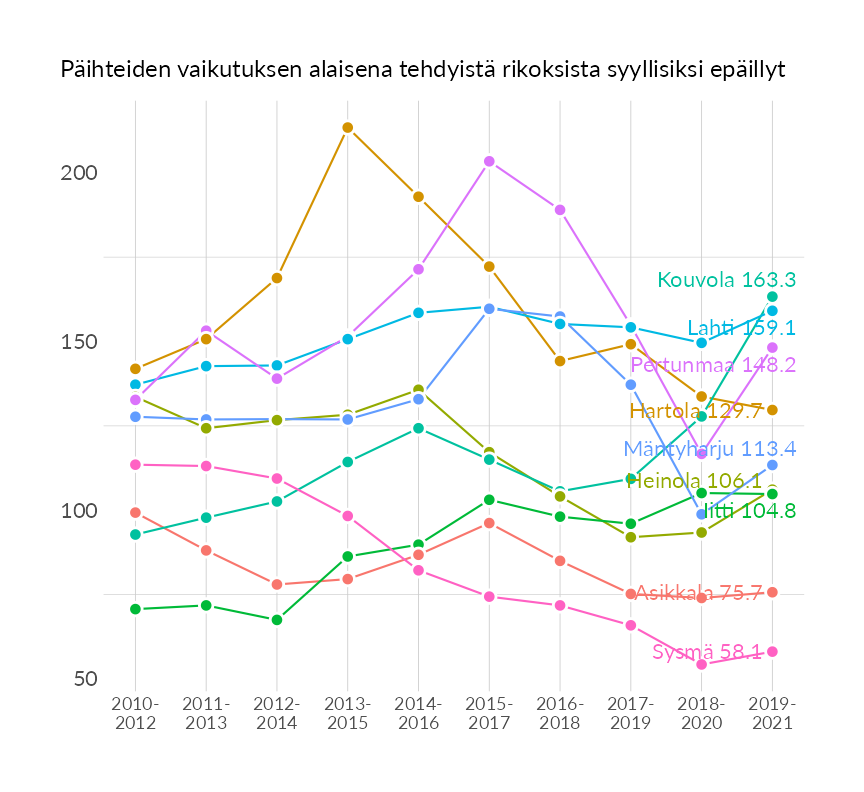 Päihteiden vaikutuksen alaisena tehdyistä rikoksista syyllisiksi epäillyt
200
150
100
50
Kouvola 163.3
Lahti 159.1
Pertunmaa 148.2
Hartola 129.7
Mäntyharju 113.4
Heinola 106.1
Iitti 104.8
Asikkala 75.7
Sysmä 58.1
2010-
2012
2011-
2013
2012-
2014
2013-
2015
2014-
2016
2015-
2017
2016-
2018
2017-
2019
2018-
2020
2019-
2021